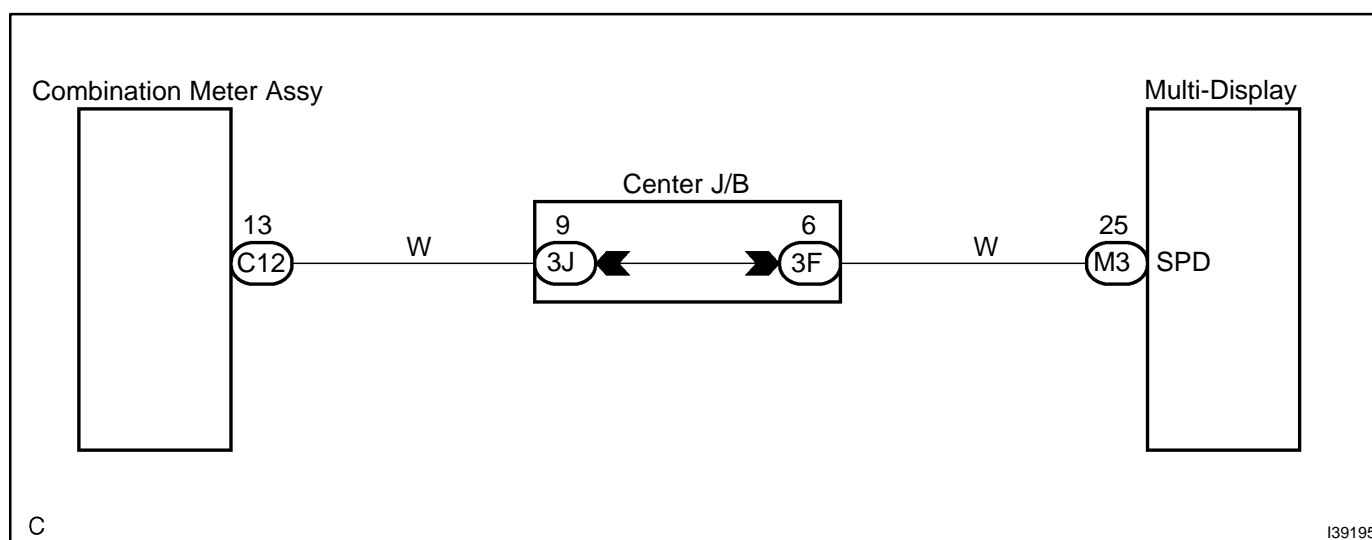 Combination Meter Assy
Multi-Display
Center J/B
13
9
6
25
C12
W
3J
3F
W
M3
SPD
C
I39195